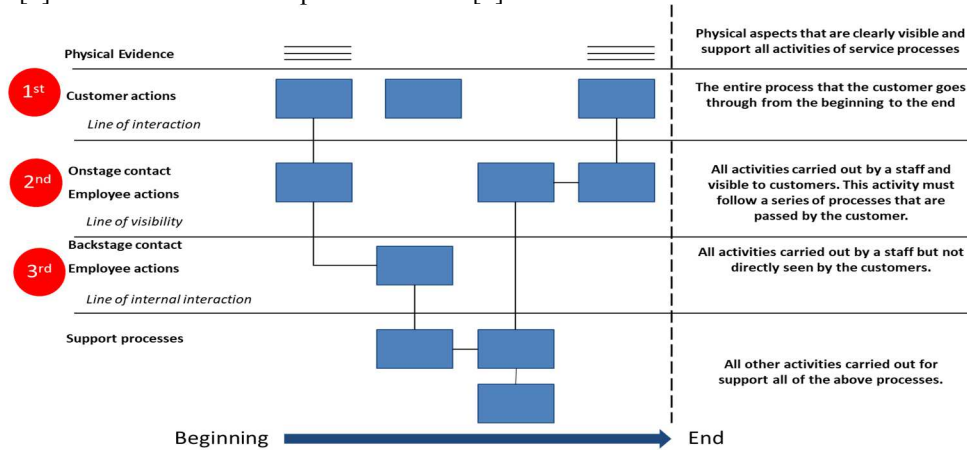 Physical Evidence
Physical aspects that are clearly visible and
support all activities of service processes
1st
Customer actions
Line of interaction
The entire process that the customer goes
through from the beginning to the end
2nd
Onstage contact
Employee actions
Line of visibility
All activities carried out by a staff and
visible to customers. This activity must
follow a series of processes that are
passed by the customer.
3rd
Backstage contact
Employee actions
Line of internal interaction
All activities carried out by a staff but not
directly seen by the customers.
Support processes
All other activities carried out for
support all of the above processes.
Beginning
End